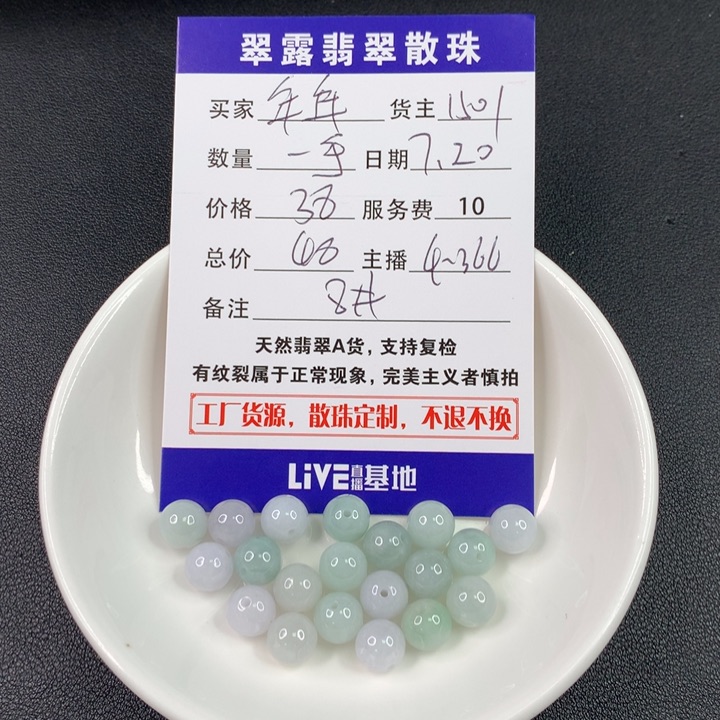 翠露翡翠散珠
买家 年年 货主 1501
数量 一手 日期 7.20
价格 38 服务费 10
总价 48 主播 4-366
备注 8#
天然翡翠A货，支持复检
有纹裂属于正常现象，完美主义者慎拍
工厂货源，散珠定制，不退不换
LiVE直播基地